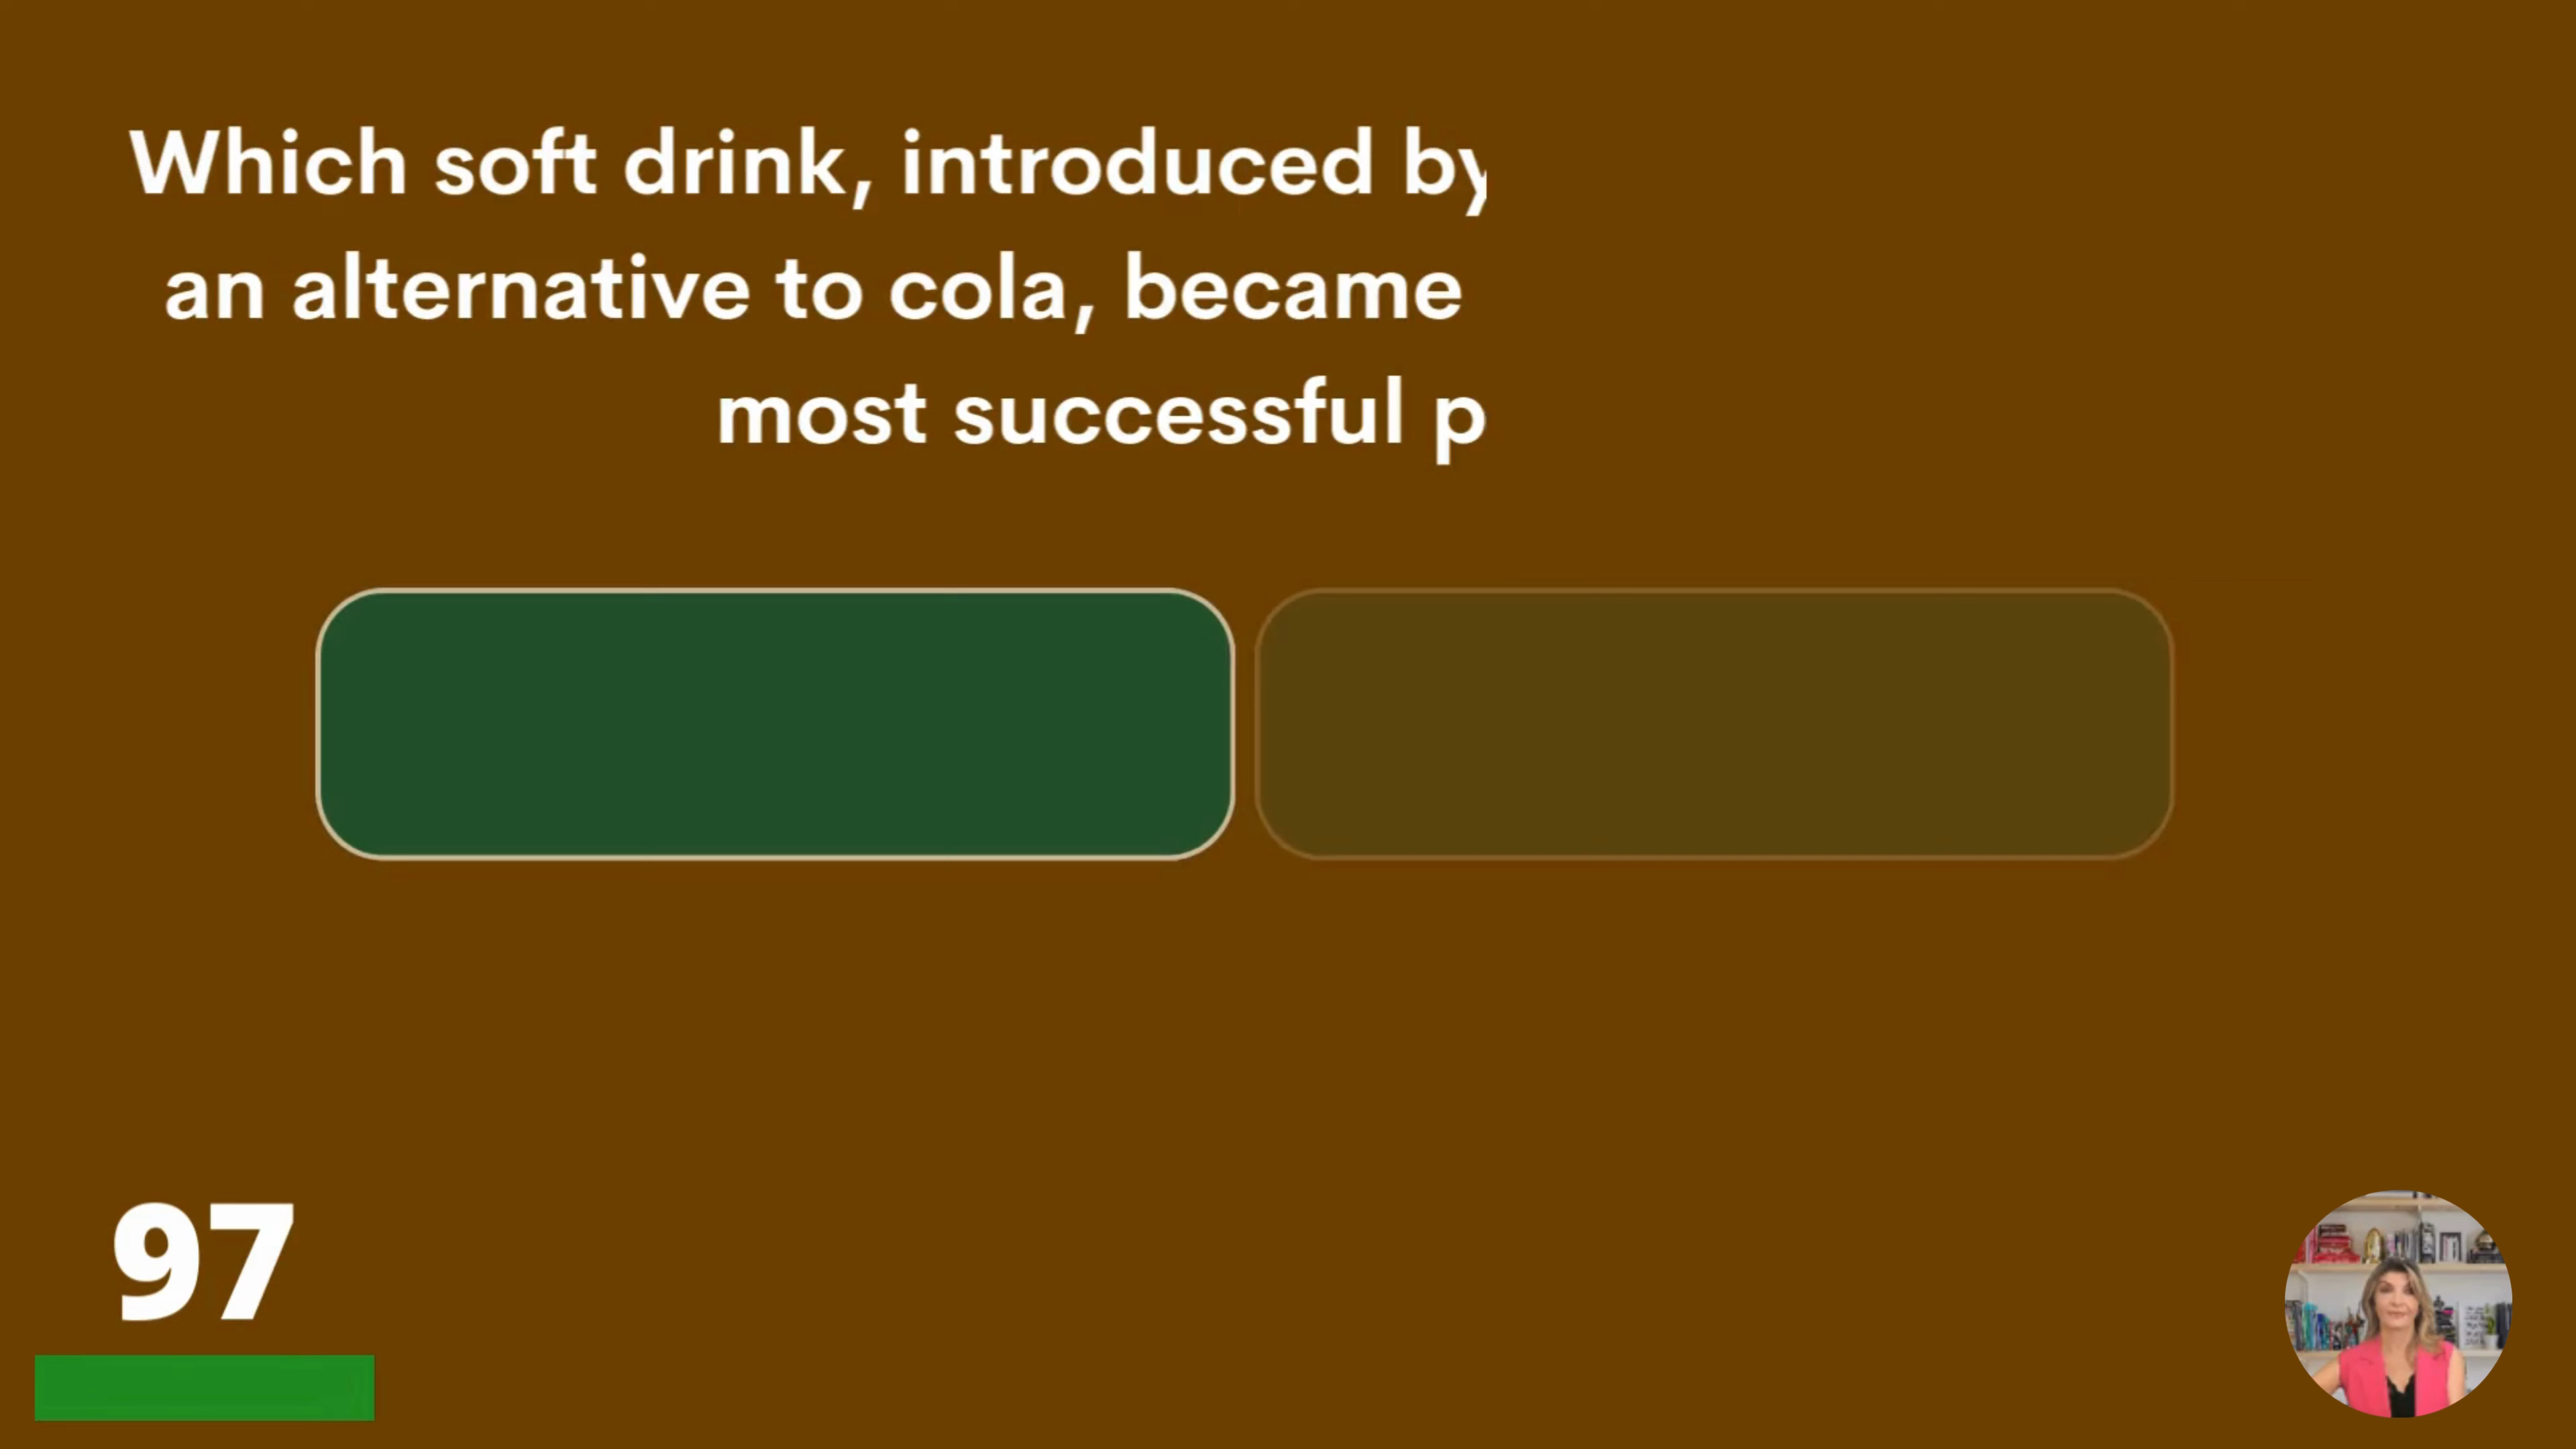 Which soft drink, introduced by
an alternative to cola, became
most successful p
97